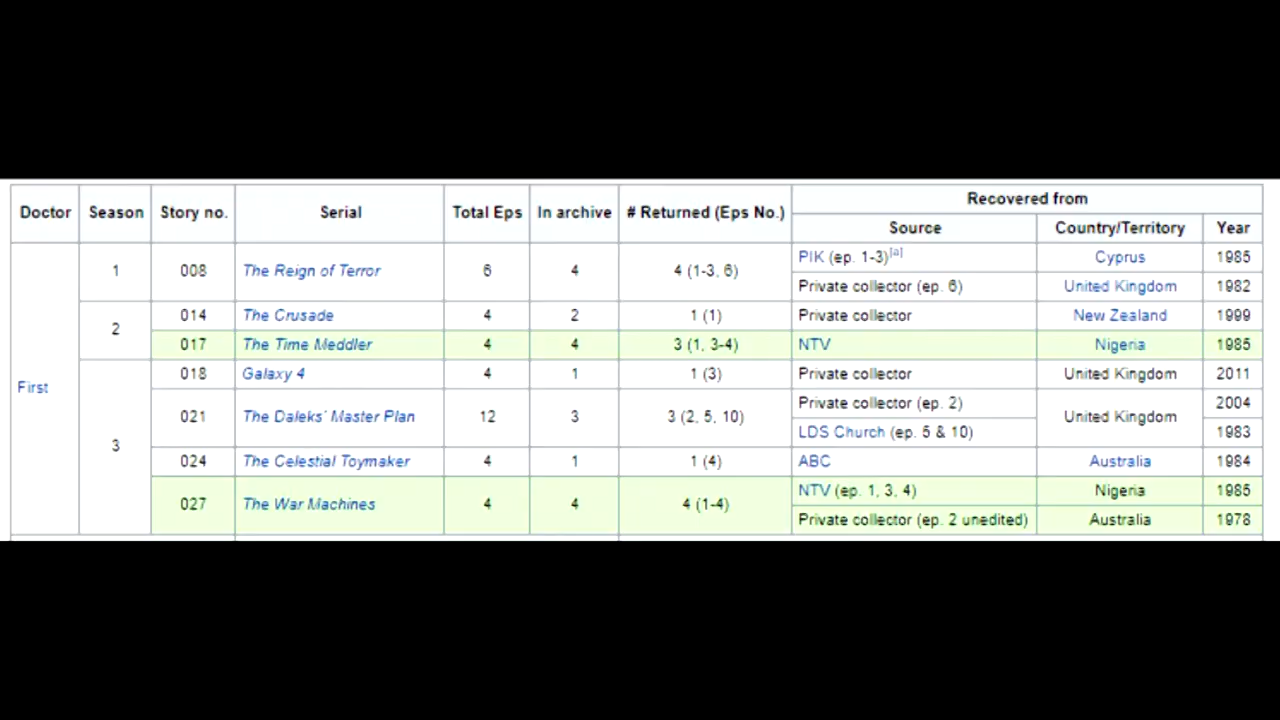 Doctor Season Story no. Serial Total Eps In archive # Returned (Eps No.) Recovered from
Source Country/Territory Year
First 1 008 The Reign of Terror 6 4 4 (1-3, 6) PIK (ep. 1-3)[a] Cyprus 1985
Private collector (ep. 6) United Kingdom 1982
2 014 The Crusade 4 2 1 (1) Private collector New Zealand 1999
017 The Time Meddler 4 4 3 (1, 3-4) NTV Nigeria 1985
3 018 Galaxy 4 4 1 1 (3) Private collector United Kingdom 2011
021 The Daleks' Master Plan 12 3 3 (2, 5, 10) Private collector (ep. 2) United Kingdom 2004
LDS Church (ep. 5 & 10) 1983
024 The Celestial Toymaker 4 1 1 (4) ABC Australia 1984
027 The War Machines 4 4 4 (1-4) NTV (ep. 1, 3, 4) Nigeria 1985
Private collector (ep. 2 unedited) Australia 1978